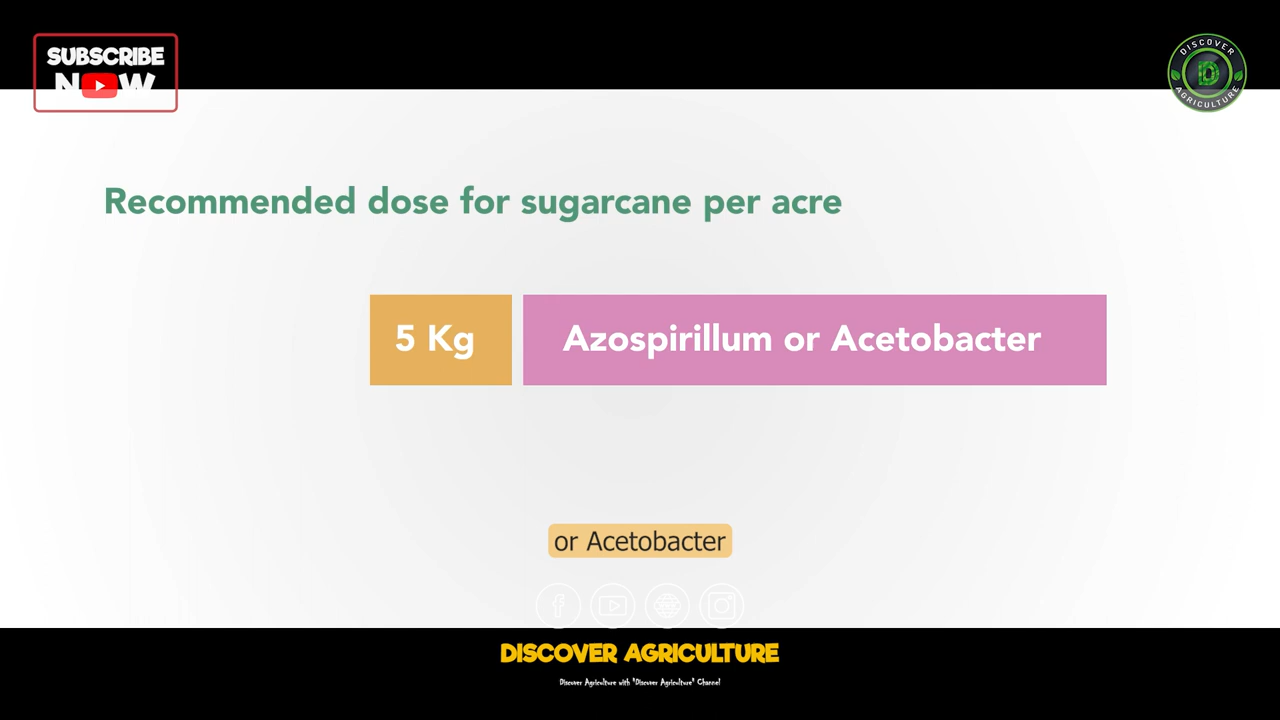 SUBSCRIBE
NOW
DISCOVER
D
AGRICULTURE
Recommended dose for sugarcane per acre
5 Kg
Azospirillum or Acetobacter
or Acetobacter
DISCOVER AGRICULTURE
Discover Agriculture with "Discover Agriculture" Channel